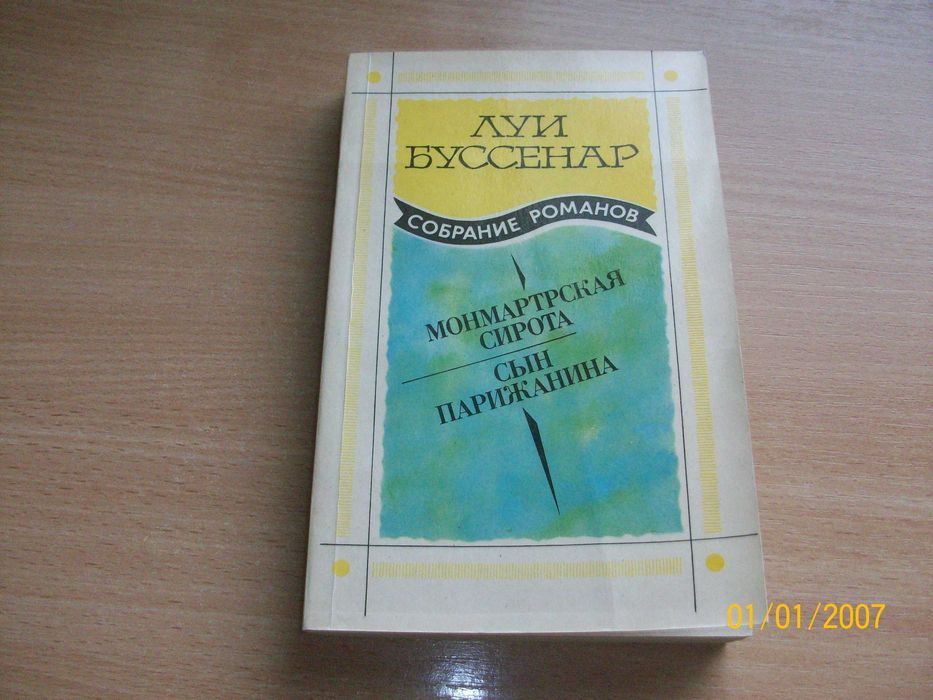 ЛУИ
БУССЕНАР
СОБРАНИЕ РОМАНОВ
МОНМАРТРСКАЯ
СИРОТА
СЫН
ПАРИЖАНИНА
01/01/2007